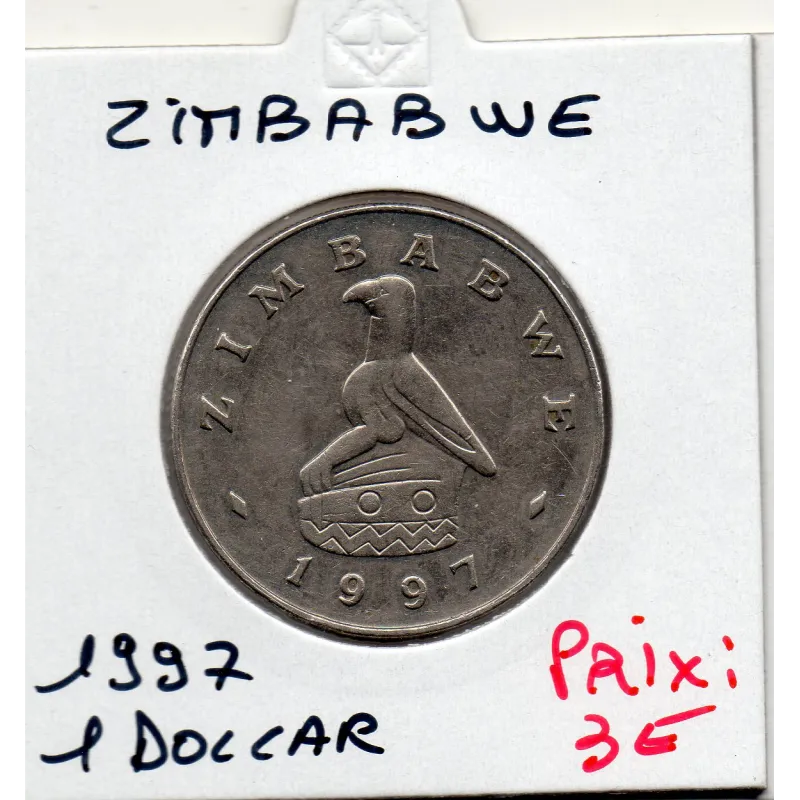 ZIMBABWE
ZIMBABWE
1997
1997
1 DOLLAR
Prix:
3€